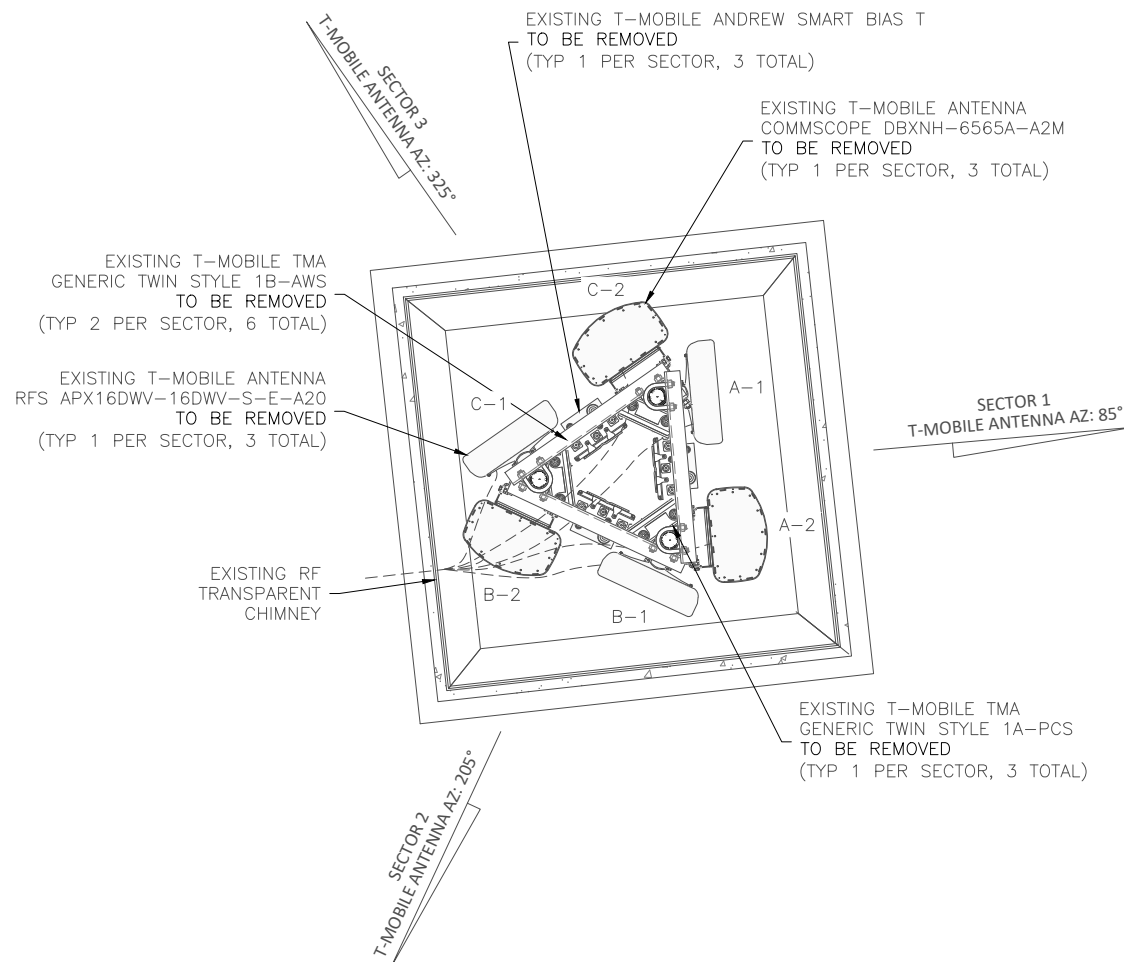 EXISTING T-MOBILE ANDREW SMART BIAS T
TO BE REMOVED
(TYP 1 PER SECTOR, 3 TOTAL)
SECTOR 3
T-MOBILE ANTENNA AZ: 325°
EXISTING T-MOBILE ANTENNA
COMMSCOPE DBXNH-6565A-A2M
TO BE REMOVED
(TYP 1 PER SECTOR, 3 TOTAL)
EXISTING T-MOBILE TMA
GENERIC TWIN STYLE 1B-AWS
TO BE REMOVED
(TYP 2 PER SECTOR, 6 TOTAL)
EXISTING T-MOBILE ANTENNA
RFS APX16DWV-16DWV-S-E-A20
TO BE REMOVED
(TYP 1 PER SECTOR, 3 TOTAL)
C-2
A-1
C-1
SECTOR 1
T-MOBILE ANTENNA AZ: 85°
A-2
B-2
B-1
EXISTING RF
TRANSPARENT
CHIMNEY
EXISTING T-MOBILE TMA
GENERIC TWIN STYLE 1A-PCS
TO BE REMOVED
(TYP 1 PER SECTOR, 3 TOTAL)
SECTOR 2
T-MOBILE ANTENNA AZ: 205°